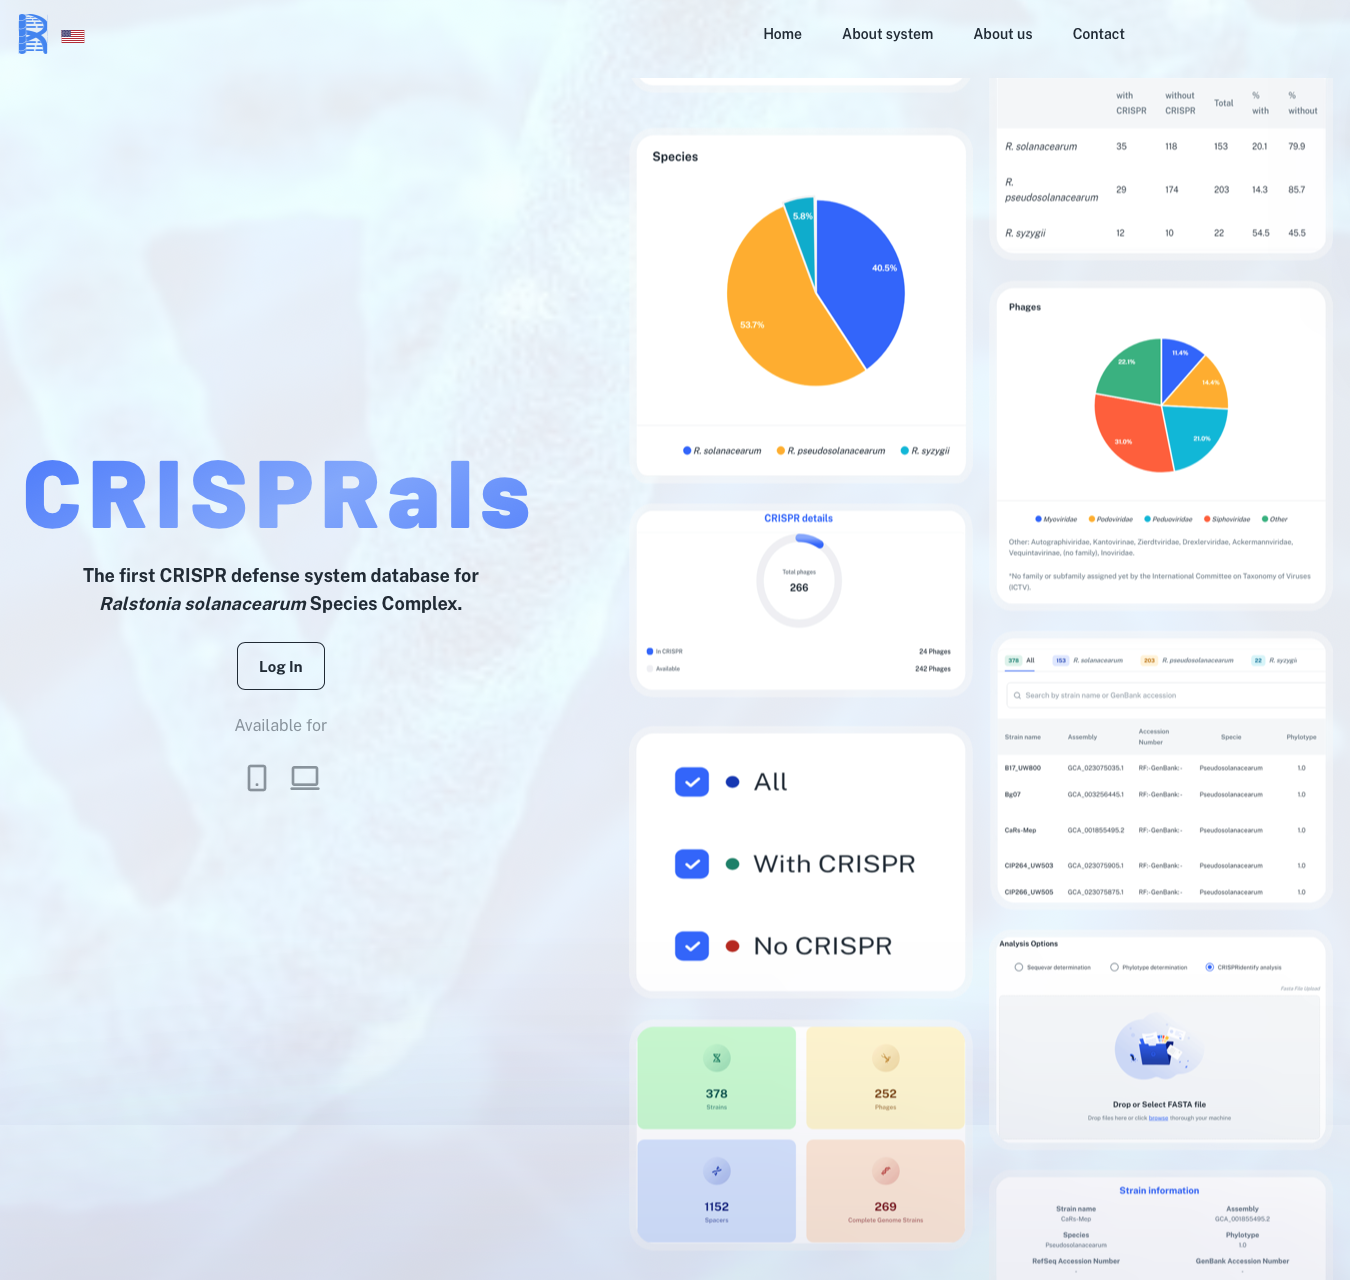 Home
About system
About us
Contact
CRISPRals
The first CRISPR defense system database for
Ralstonia solanacearum Species Complex.
Log In
Available for
Species
5.8%
40.5%
53.7%
R. solanacearum
R. pseudosolanacearum
R. syzygii
CRISPR details
Total phages
266
In CRISPR
24 Phages
Available
242 Phages
All
With CRISPR
No CRISPR
378
Strains
252
Phages
1152
Spacers
269
Complete Genome Strains
with without Total % %
CRISPR CRISPR with without
R. solanacearum 35 118 153 20.1 79.9
R.
pseudosolanacearum 29 174 203 14.3 85.7
R. syzygii 12 10 22 54.5 45.5
Phages
11.4%
22.1%
14.4%
31.0%
21.0%
Myoviridae
Podoviridae
Peduoviridae
Siphoviridae
Other
Other: Autographiviridae, Kantovirinae, Zierdtviridae, Drexlerviridae, Ackermannviridae,
Vequintavirinae, (no family), Inoviridae.
*No family or subfamily assigned yet by the International Committee on Taxonomy of Viruses
(ICTV).
378 All 153 R. solanacearum 203 R. pseudosolanacearum 22 R. syzygii
Search by strain name or GenBank accession
Strain name Assembly Accession Number Specie Phylotype
B17_UW800 GCA_023075035.1 RF:-GenBank:- Pseudosolanacearum 1.0
Bg07 GCA_003256445.1 RF:-GenBank:- Pseudosolanacearum 1.0
CaRs-Mep GCA_001855495.2 RF:-GenBank:- Pseudosolanacearum 1.0
CIP264_UW503 GCA_023075905.1 RF:-GenBank:- Pseudosolanacearum 1.0
CIP266_UW505 GCA_023075875.1 RF:-GenBank:- Pseudosolanacearum 1.0
Analysis Options
Sequevar determination
Phylotype determination
CRISPRidentify analysis
Fasta File Upload
Drop or Select FASTA file
Drop files here or click browse thorough your machine
Strain information
Strain name Assembly
CaRs-Mep GCA_001855495.2
Species Phylotype
Pseudosolanacearum 1.0
RefSeq Accession Number GenBank Accession Number
- -